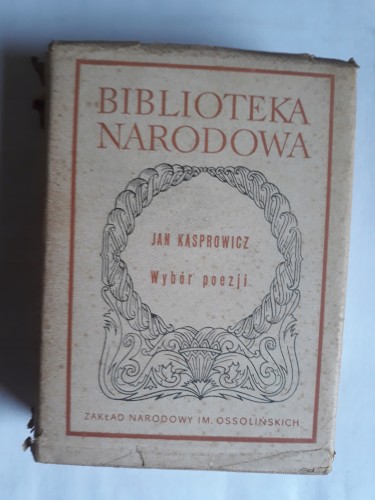 BIBLIOTEKA
NARODOWA
JAN KASPROWICZ
Wybór poezji
ZAKŁAD NARODOWY IM. OSSOLIŃSKICH